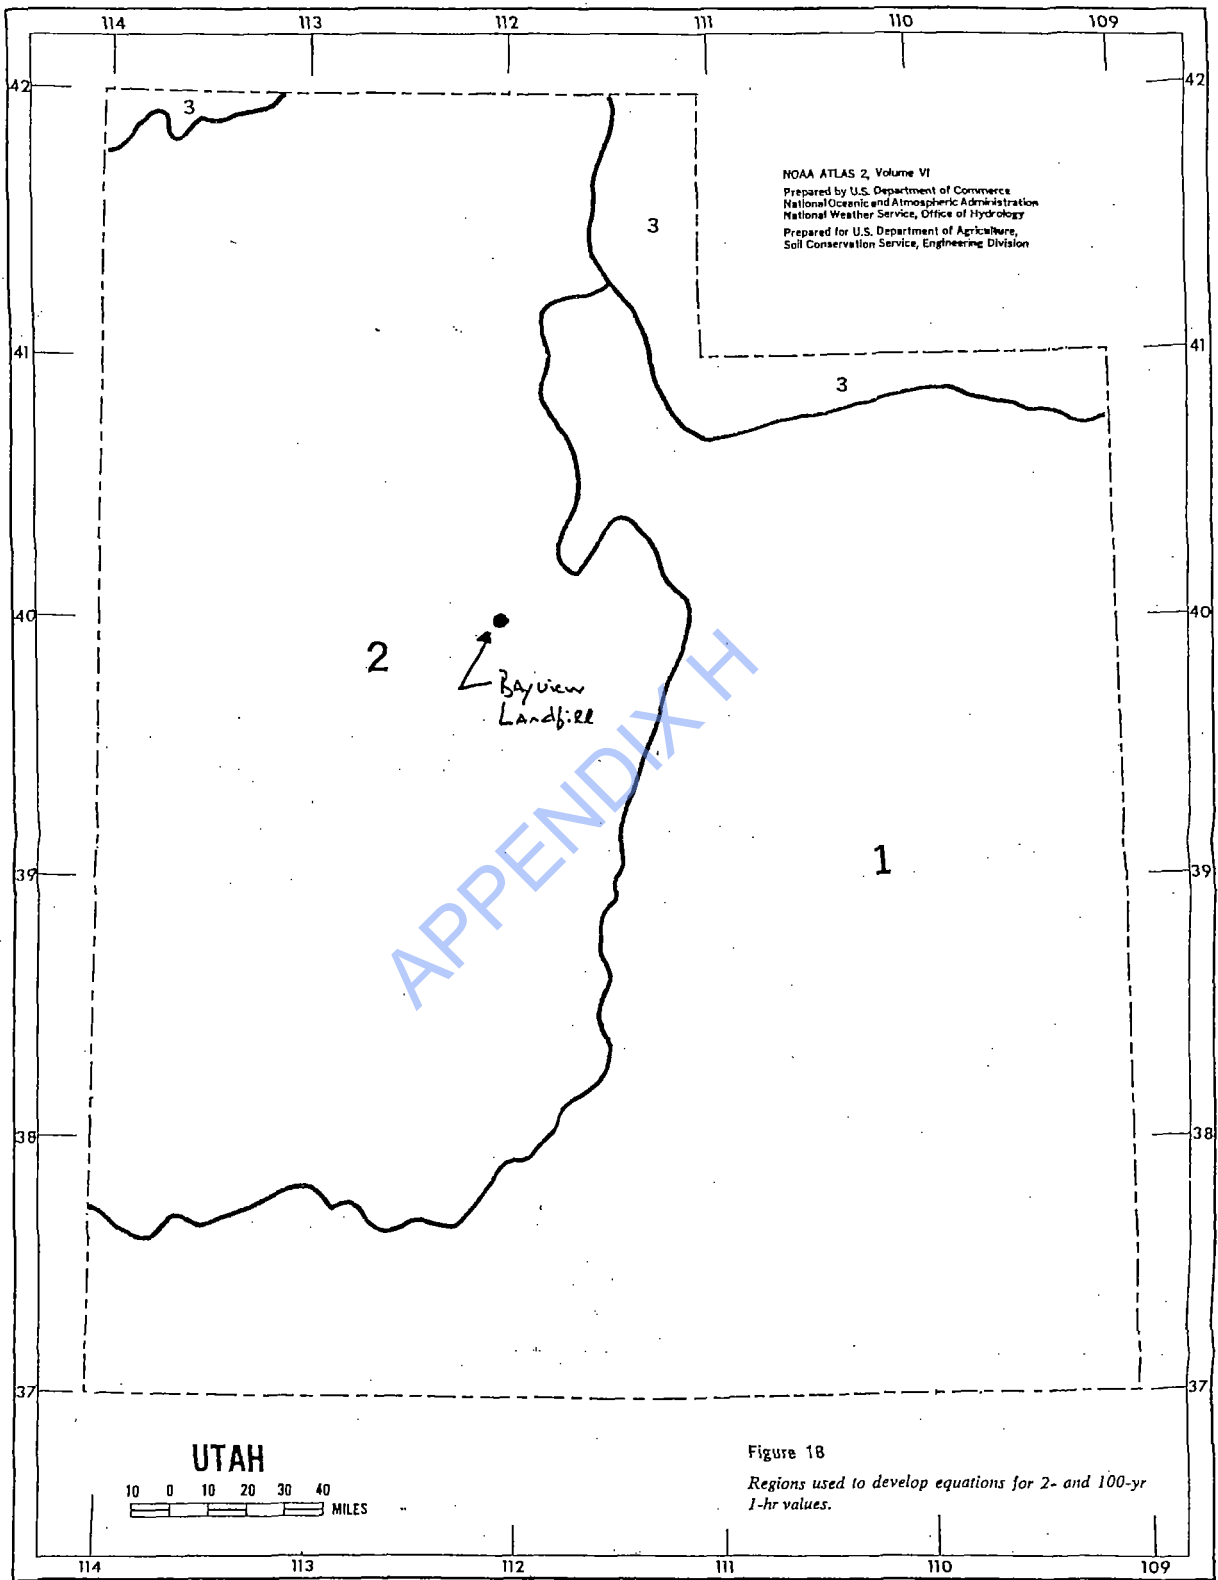 114 113 112 111 110 109
42 42
3
NOAA ATLAS 2, Volume VI
Prepared by U.S. Department of Commerce
National Oceanic and Atmospheric Administration
National Weather Service, Office of Hydrology
Prepared for U.S. Department of Agriculture,
Soil Conservation Service, Engineering Division
3
41 41
3
40 40
2
Bayview
Landfill
APPENDIX H
1
39 39
38 38
37 37
UTAH
10 0 10 20 30 40
MILES
Figure 18
Regions used to develop equations for 2- and 100-yr
1-hr values.
114 113 112 111 110 109